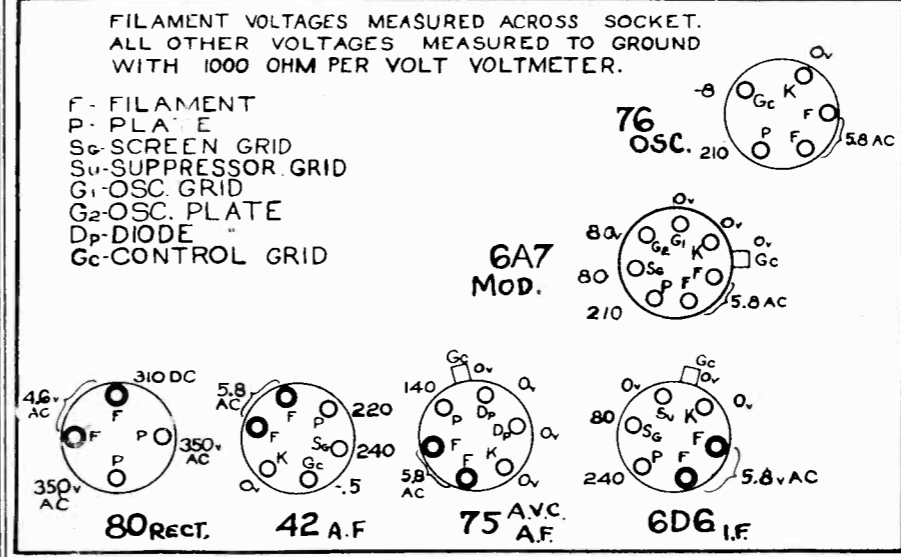 FILAMENT VOLTAGES MEASURED ACROSS SOCKET.
ALL OTHER VOLTAGES MEASURED TO GROUND
WITH 1000 OHM PER VOLT VOLTMETER.
F - FILAMENT
P - PLATE
SG-SCREEN GRID
SU-SUPPRESSOR GRID
G1-OSC. GRID
G2-OSC. PLATE
DP-DIODE "
GC-CONTROL GRID
76
OSC.
0v
-8
GC
K
F
P
F
210
5.8 AC
6A7
MOD.
0v
80v
0v
G2
G1
K
0v
GC
80
SG
F
P
F
210
5.8 AC
310 DC
4.6v
AC
F
F
P
350v
AC
P
350v
AC
80 RECT.
5.8
AC
F
F
P
220
SG
240
K
GC
0v
-.5
42 A.F
GC
0v
140
0v
P
DP
DP
0v
F
F
K
5.8
AC
0v
75 A.V.C.
A.F.
GC
0v
0v
0v
SU
K
80
SG
F
P
F
240
5.8v AC
6D6 I.F.